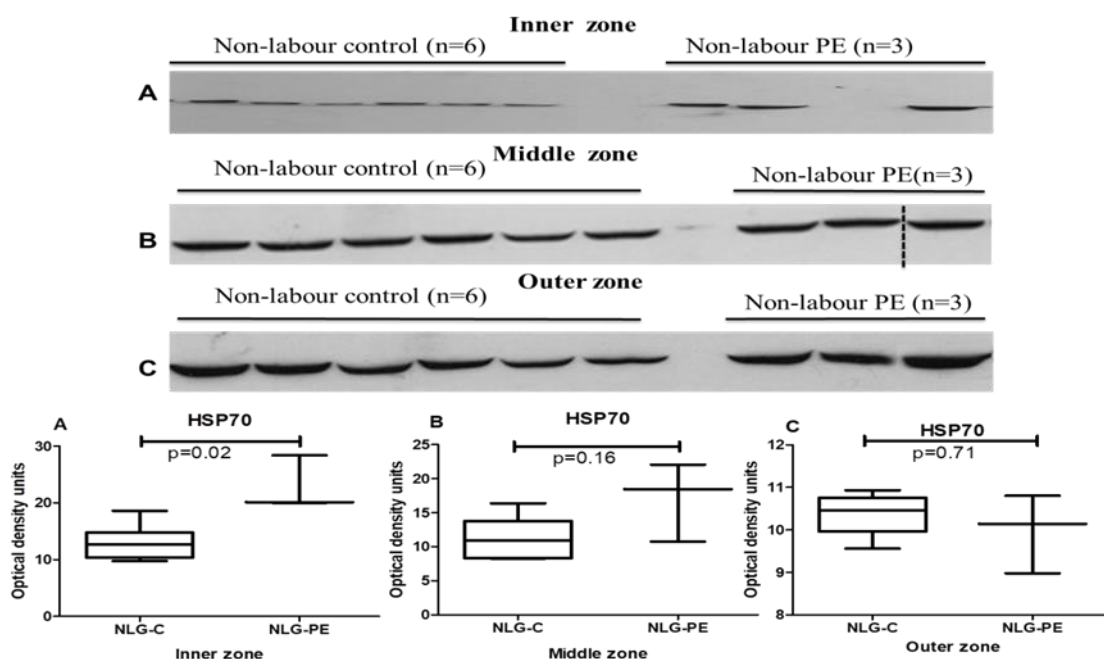 Inner zone
Non-labour control (n=6) Non-labour PE (n=3)
A
Middle zone
Non-labour control (n=6) Non-labour PE(n=3)
B
Outer zone
Non-labour control (n=6) Non-labour PE (n=3)
C
A
HSP70
p=0.02
Optical density units
30
20
10
0
NLG-C NLG-PE
Inner zone
B
HSP70
p=0.16
Optical density units
25
20
15
10
5
0
NLG-C NLG-PE
Middle zone
C
HSP70
p=0.71
Optical density units
12
11
10
9
8
NLG-C NLG-PE
Outer zone